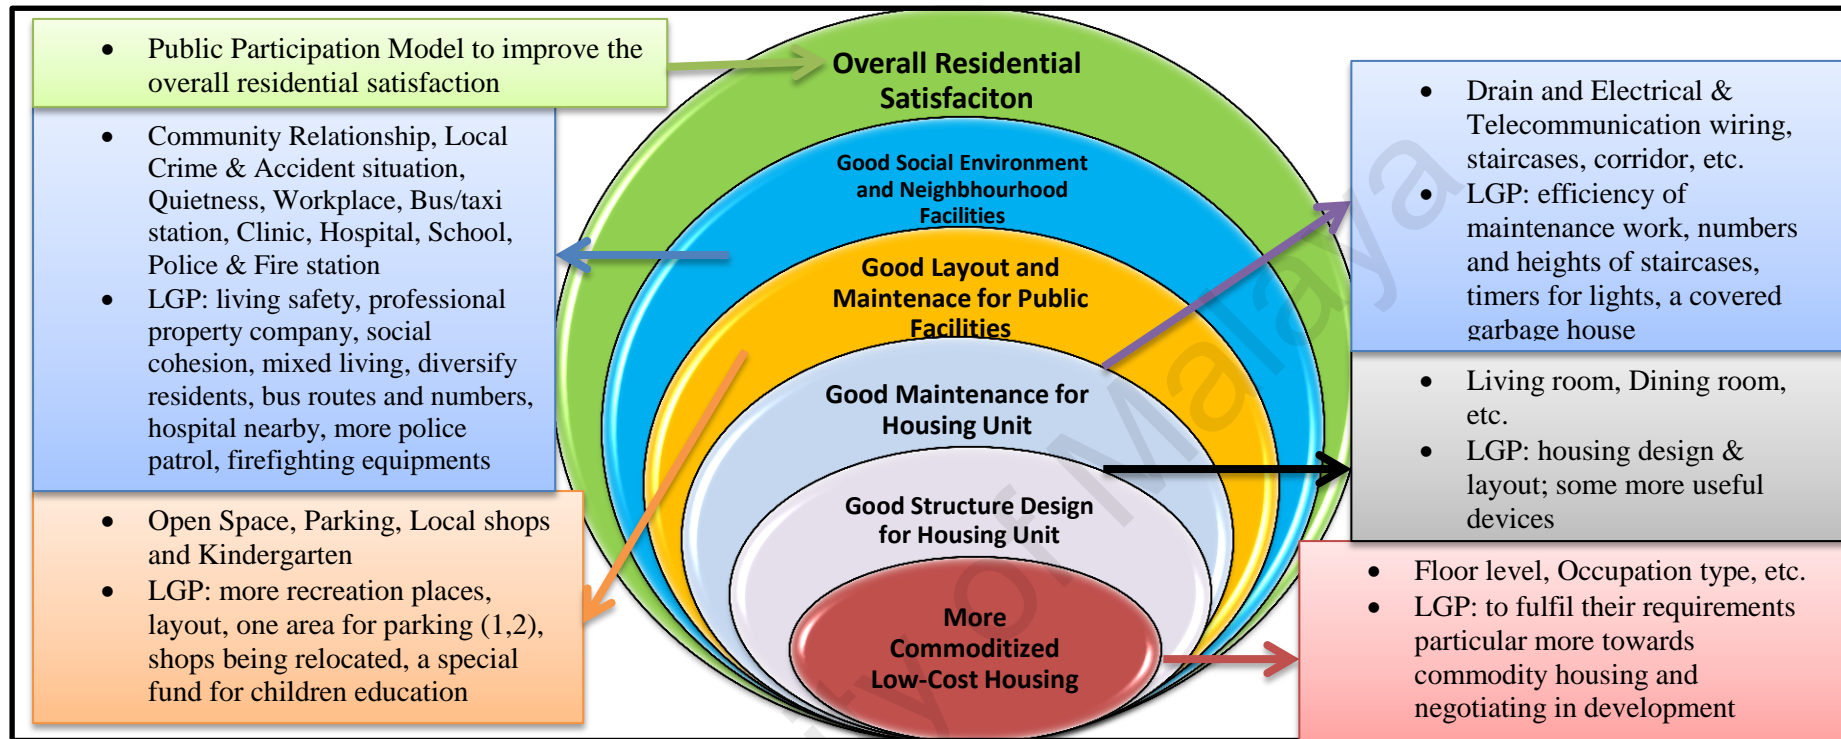 • Public Participation Model to improve the
overall residential satisfaction
• Community Relationship, Local
Crime & Accident situation,
Quietness, Workplace, Bus/taxi
station, Clinic, Hospital, School,
Police & Fire station
• LGP: living safety, professional
property company, social
cohesion, mixed living, diversify
residents, bus routes and numbers,
hospital nearby, more police
patrol, firefighting equipments
• Open Space, Parking, Local shops
and Kindergarten
• LGP: more recreation places,
layout, one area for parking (1,2),
shops being relocated, a special
fund for children education
Overall Residential
Satisfaciton
Good Social Environment
and Neighbhourhood
Facilities
Good Layout and
Maintenace for Public
Facilities
Good Maintenance for
Housing Unit
Good Structure Design
for Housing Unit
More
Commoditized
Low-Cost Housing
• Drain and Electrical &
Telecommunication wiring,
staircases, corridor, etc.
• LGP: efficiency of
maintenance work, numbers
and heights of staircases,
timers for lights, a covered
garbage house
• Living room, Dining room,
etc.
• LGP: housing design &
layout; some more useful
devices
• Floor level, Occupation type, etc.
• LGP: to fulfil their requirements
particular more towards
commodity housing and
negotiating in development
ity of Malaya